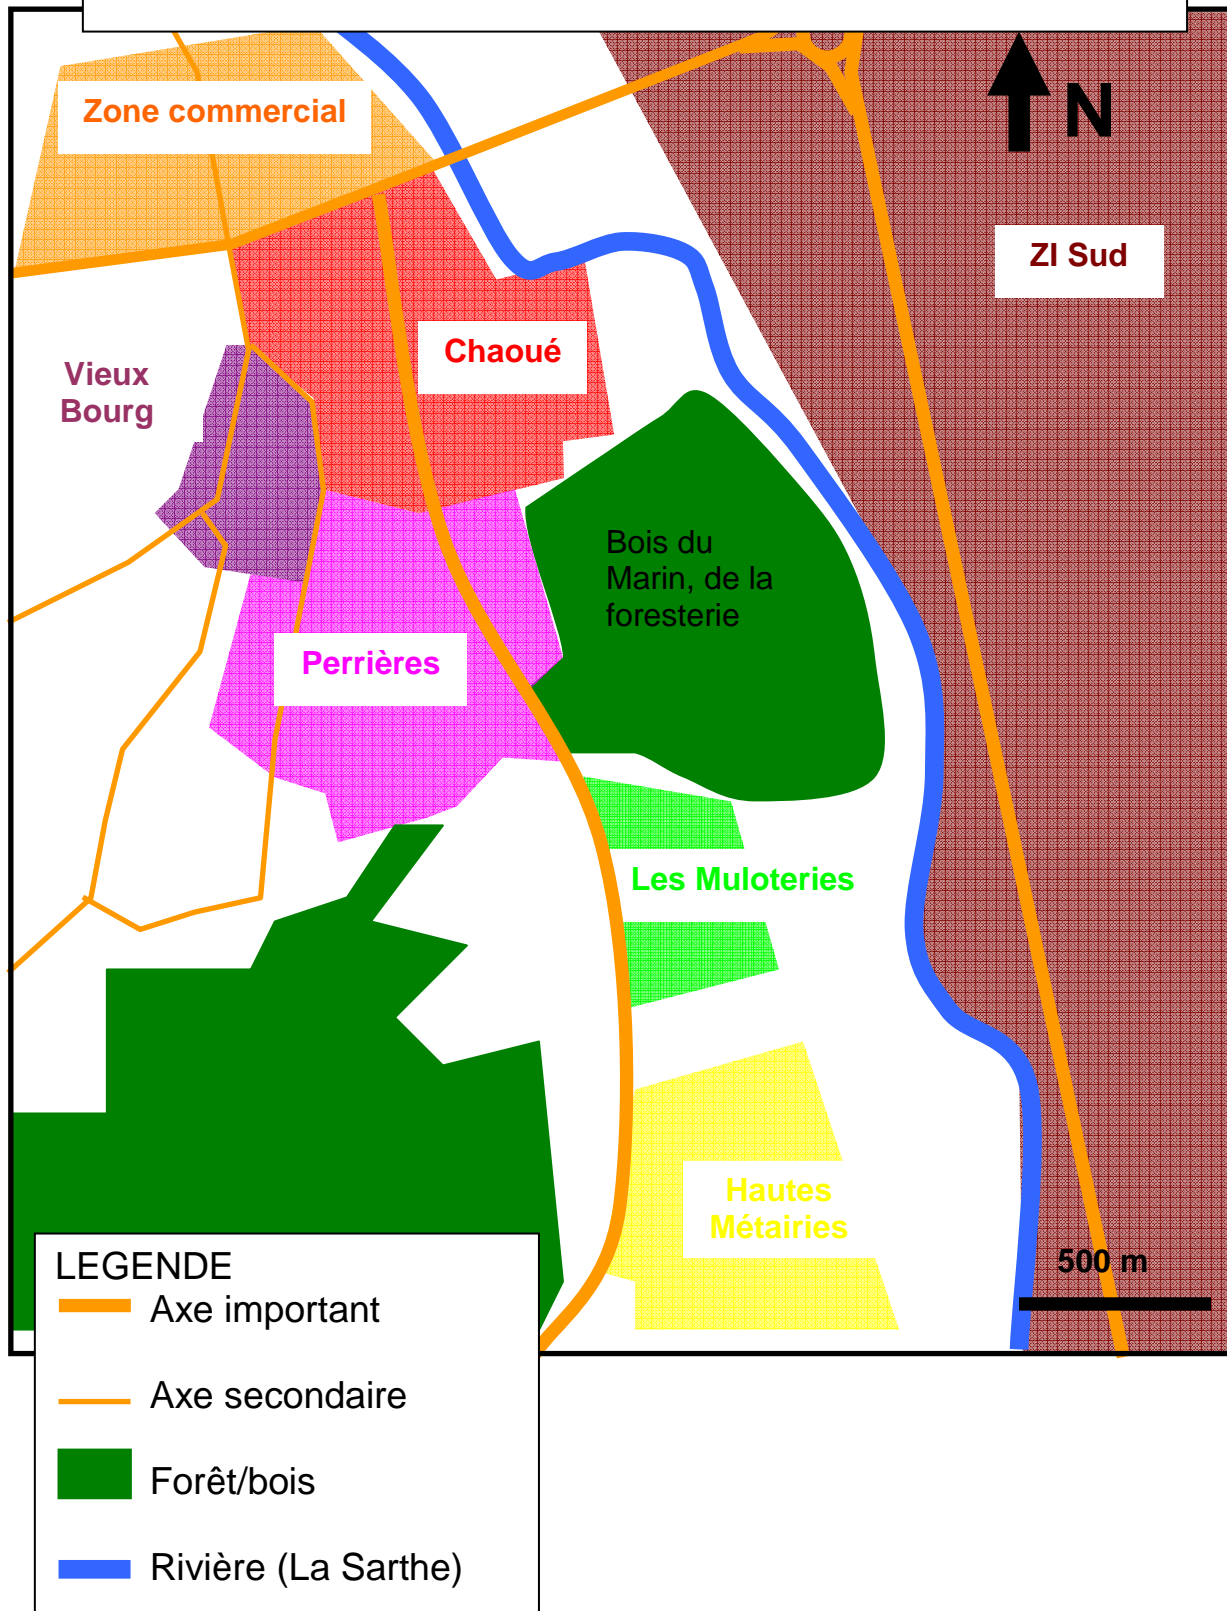 Zone commercial
N
ZI Sud
Chaoué
Vieux
Bourg
Bois du
Marin, de la
foresterie
Perrières
Les Muloteries
Hautes
Métairies
500 m
LEGENDE
Axe important
Axe secondaire
Forêt/bois
Rivière (La Sarthe)